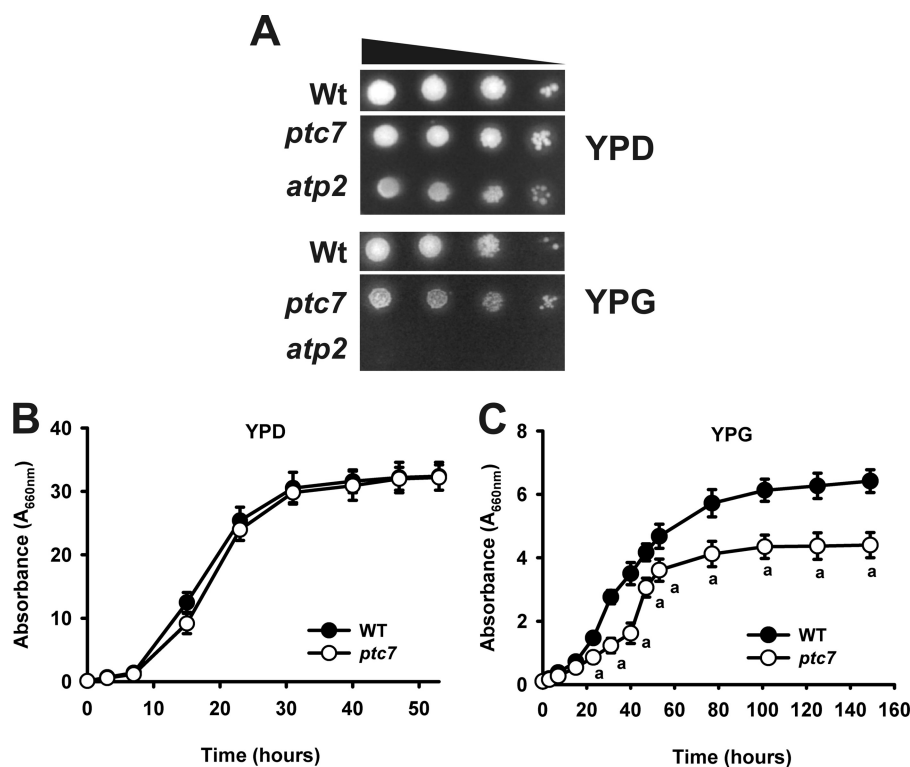 A
Wt
ptc7
YPD
atp2
Wt
ptc7
YPG
atp2
B
YPD
Absorbance (A660nm)
40
30
20
10
0
WT
ptc7
0 10 20 30 40 50
Time (hours)
C
YPG
Absorbance (A660nm)
8
6
4
2
0
a a a a a a a a a
WT
ptc7
0 20 40 60 80 100 120 140 160
Time (hours)